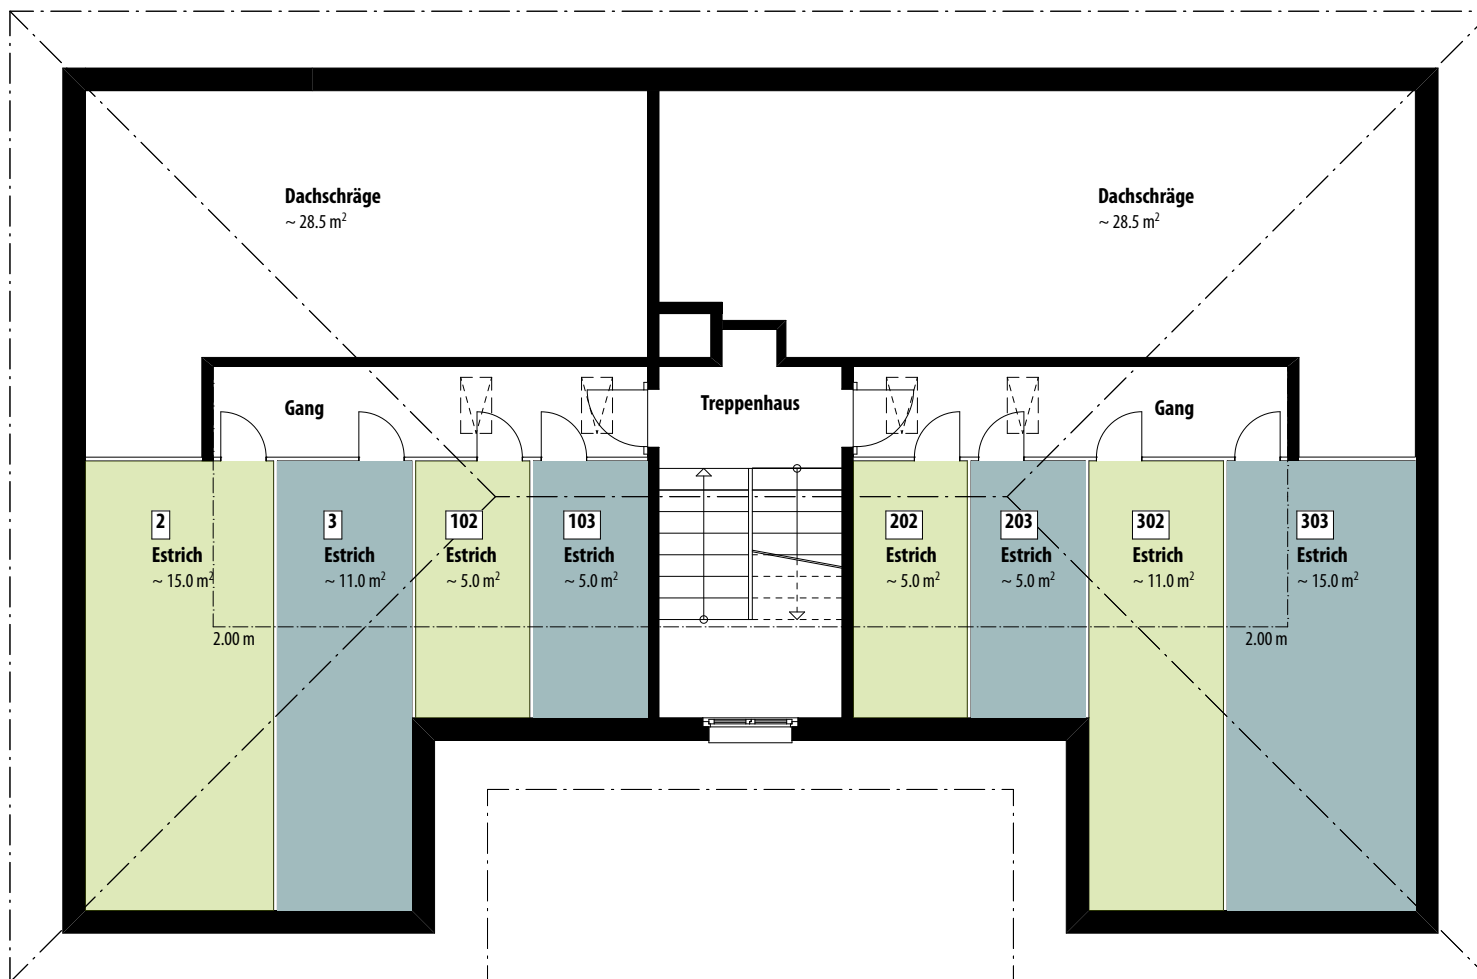 Dachschräge
~ 28.5 m²
Dachschräge
~ 28.5 m²
Gang
Treppenhaus
Gang
2
Estrich
~ 15.0 m²
3
Estrich
~ 11.0 m²
102
Estrich
~ 5.0 m²
103
Estrich
~ 5.0 m²
202
Estrich
~ 5.0 m²
203
Estrich
~ 5.0 m²
302
Estrich
~ 11.0 m²
303
Estrich
~ 15.0 m²
2.00 m
2.00 m